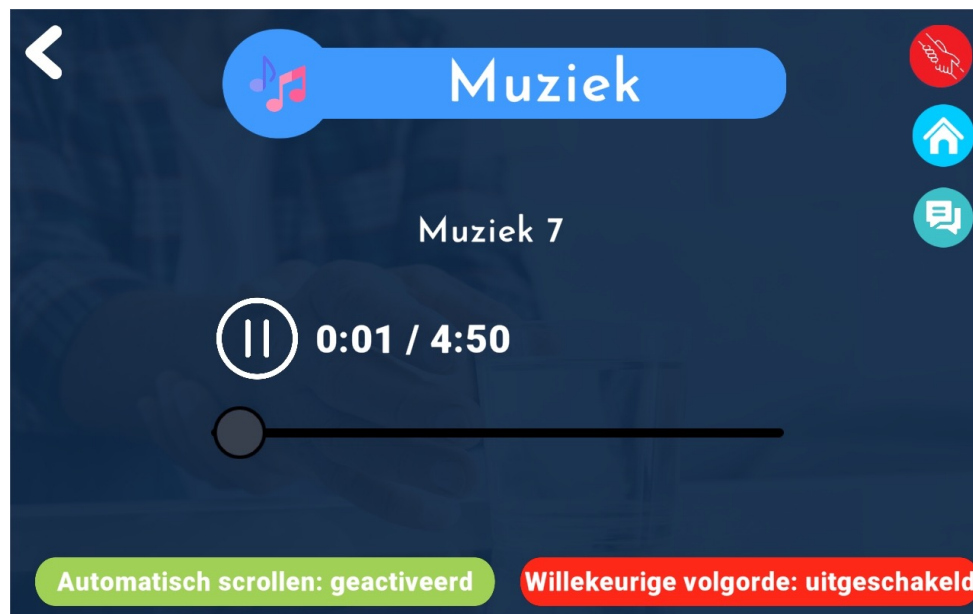 Muziek
Muziek 7
0:01 / 4:50
Automatisch scrollen: geactiveerd
Willekeurige volgorde: uitgeschakeld